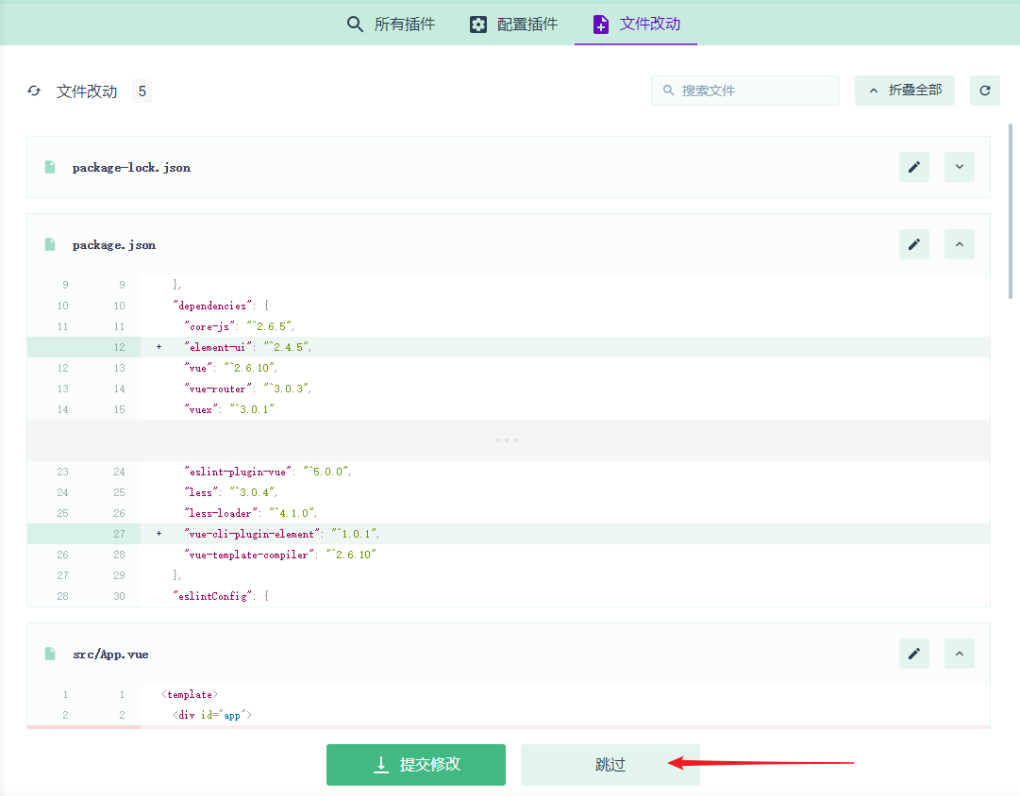 所有插件 配置插件 文件改动
文件改动 5 搜索文件 折叠全部
package-lock.json
package.json
9 9 },
10 10 "dependencies": {
11 11 "core-js": "^2.6.5",
12 + "element-ui": "^2.4.5",
12 13 "vue": "^2.6.10",
13 14 "vue-router": "^3.0.3",
14 15 "vuex": "^3.0.1"
23 24 "eslint-plugin-vue": "^5.0.0",
24 25 "less": "^3.0.4",
25 26 "less-loader": "^4.1.0",
27 + "vue-cli-plugin-element": "^1.0.1",
26 28 "vue-template-compiler": "^2.6.10"
27 29 },
28 30 "eslintConfig": {
src/App.vue
1 1 <template>
2 2 <div id="app">
提交修改 跳过